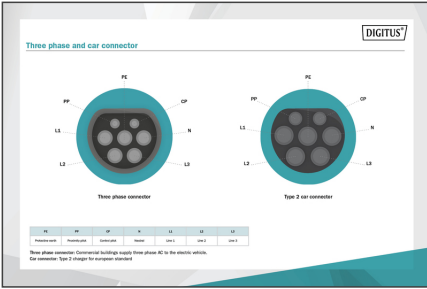 DIGITUS®
Three phase and car connector
PE
PP
CP
L1
N
L2
L3
Three phase connector
PE
PP
CP
L1
N
L2
L3
Type 2 car connector
PE PP CP N L1 L2 L3
Protective earth Proximity pilot Control pilot Neutral Line 1 Line 2 Line 3
Three phase connector: Commercial buildings supply three phase AC to the electric vehicle.
Car connector: Type 2 charger for european standard